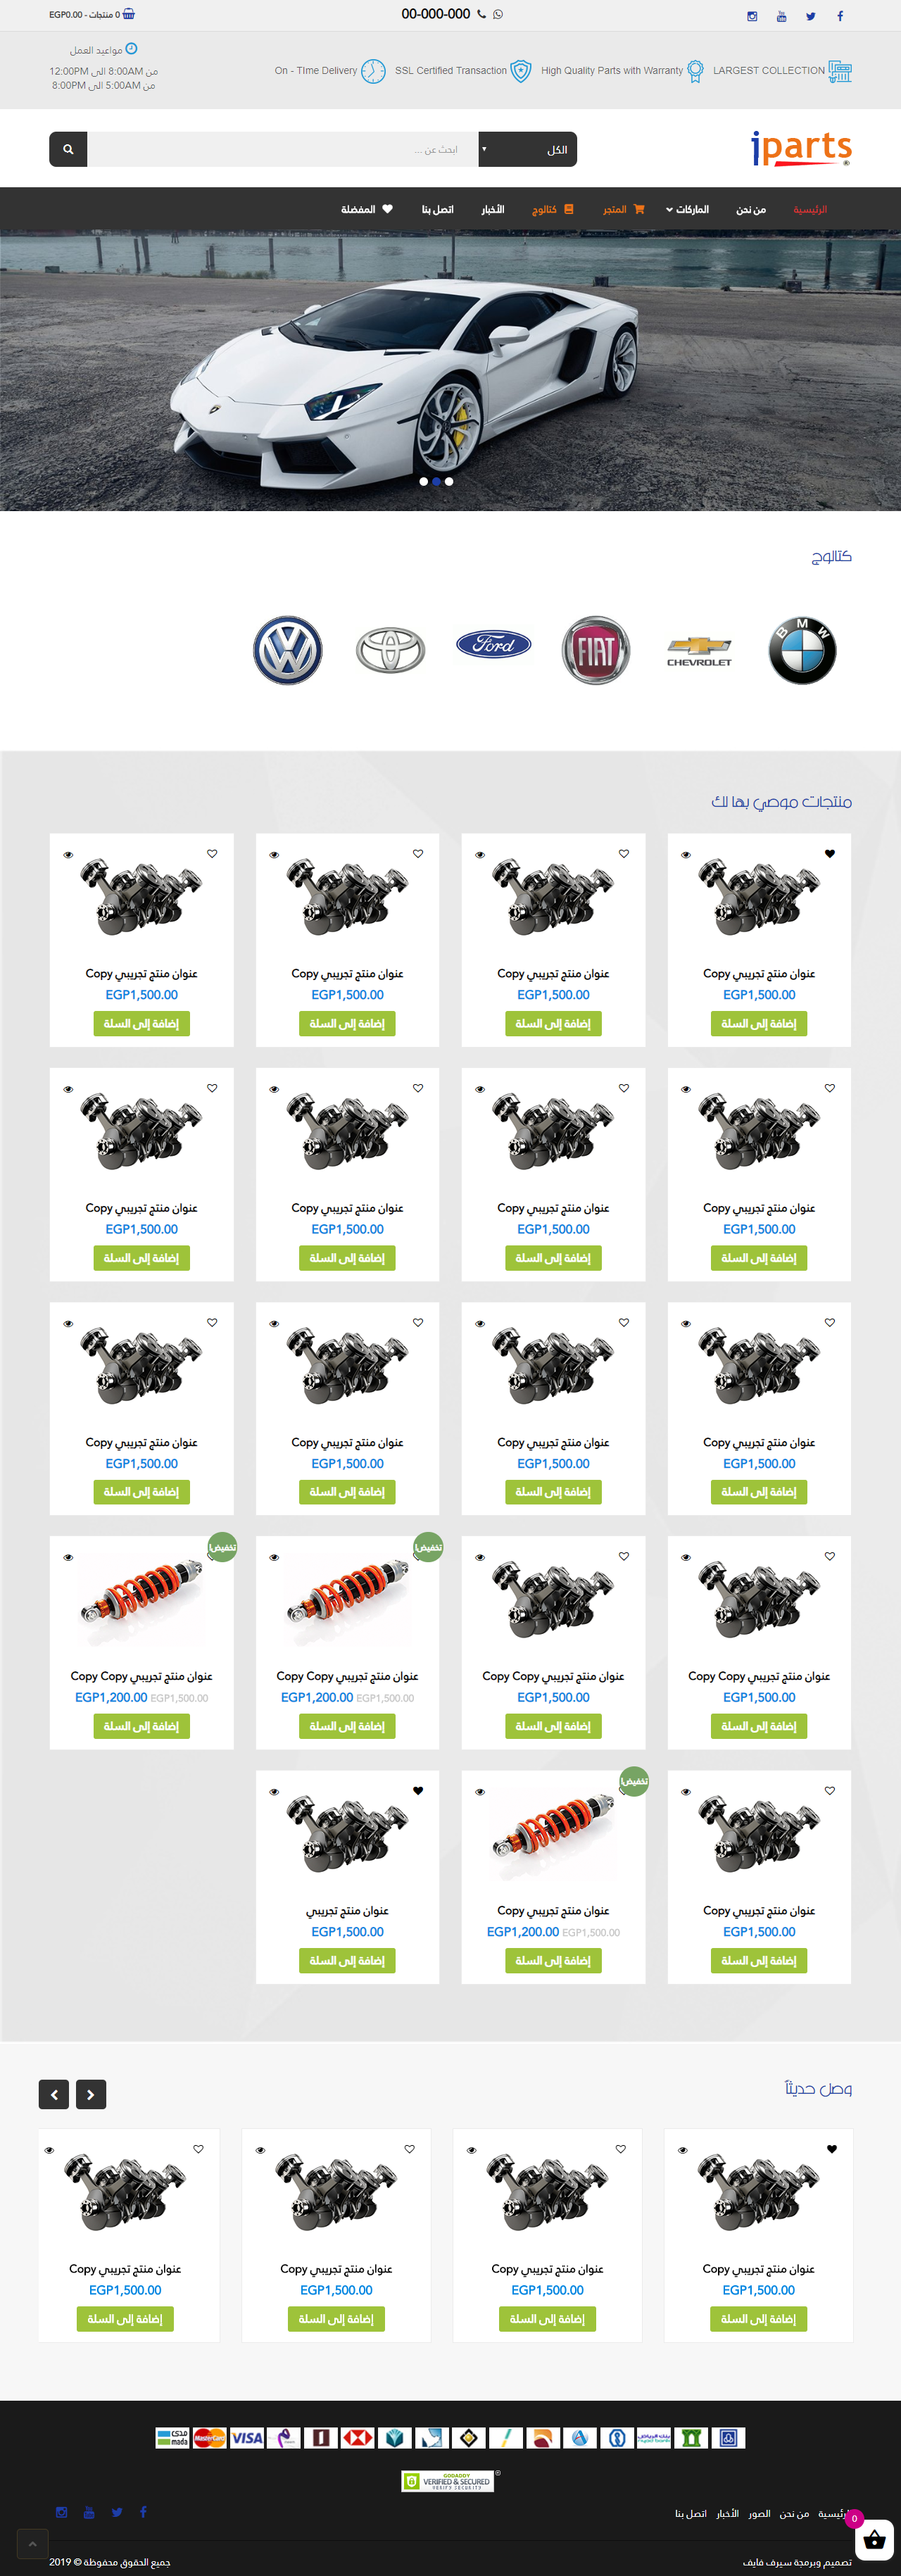 00-000-000
0 منتجات - EGP0.00
LARGEST COLLECTION
High Quality Parts with Warranty
SSL Certified Transaction
On - TIme Delivery
مواعيد العمل
من 8:00AM الى 12:00PM
من 5:00AM الى 8:00PM
iparts®
الكل
ابحث عن ...
الرئيسية
من نحن
الماركات
المتجر
كتالوج
الأخبار
اتصل بنا
المفضلة
كتالوج
BMW
CHEVROLET
FIAT
Ford
منتجات موصي بها لك
عنوان منتج تجريبي Copy
EGP1,500.00
إضافة إلى السلة
عنوان منتج تجريبي Copy
EGP1,500.00
إضافة إلى السلة
عنوان منتج تجريبي Copy
EGP1,500.00
إضافة إلى السلة
عنوان منتج تجريبي Copy
EGP1,500.00
إضافة إلى السلة
عنوان منتج تجريبي Copy
EGP1,500.00
إضافة إلى السلة
عنوان منتج تجريبي Copy
EGP1,500.00
إضافة إلى السلة
عنوان منتج تجريبي Copy
EGP1,500.00
إضافة إلى السلة
عنوان منتج تجريبي Copy
EGP1,500.00
إضافة إلى السلة
عنوان منتج تجريبي Copy
EGP1,500.00
إضافة إلى السلة
عنوان منتج تجريبي Copy
EGP1,500.00
إضافة إلى السلة
عنوان منتج تجريبي Copy
EGP1,500.00
إضافة إلى السلة
عنوان منتج تجريبي Copy
EGP1,500.00
إضافة إلى السلة
عنوان منتج تجريبي Copy Copy
EGP1,500.00
إضافة إلى السلة
عنوان منتج تجريبي Copy Copy
EGP1,500.00
إضافة إلى السلة
تخفيض!
عنوان منتج تجريبي Copy Copy
EGP1,500.00 EGP1,200.00
إضافة إلى السلة
تخفيض!
عنوان منتج تجريبي Copy Copy
EGP1,500.00 EGP1,200.00
إضافة إلى السلة
عنوان منتج تجريبي Copy
EGP1,500.00
إضافة إلى السلة
تخفيض!
عنوان منتج تجريبي Copy
EGP1,500.00 EGP1,200.00
إضافة إلى السلة
عنوان منتج تجريبي
EGP1,500.00
إضافة إلى السلة
وصل حديثاً
عنوان منتج تجريبي Copy
EGP1,500.00
إضافة إلى السلة
عنوان منتج تجريبي Copy
EGP1,500.00
إضافة إلى السلة
عنوان منتج تجريبي Copy
EGP1,500.00
إضافة إلى السلة
عنوان منتج تجريبي Copy
EGP1,500.00
إضافة إلى السلة
VISA
MasterCard
مدى
mada
GODADDY
VERIFIED & SECURED
VERIFY SECURITY
من نحن
الصور
الأخبار
اتصل بنا
0
تصميم وبرمجة سيرف فايف
جميع الحقوق محفوظة © 2019